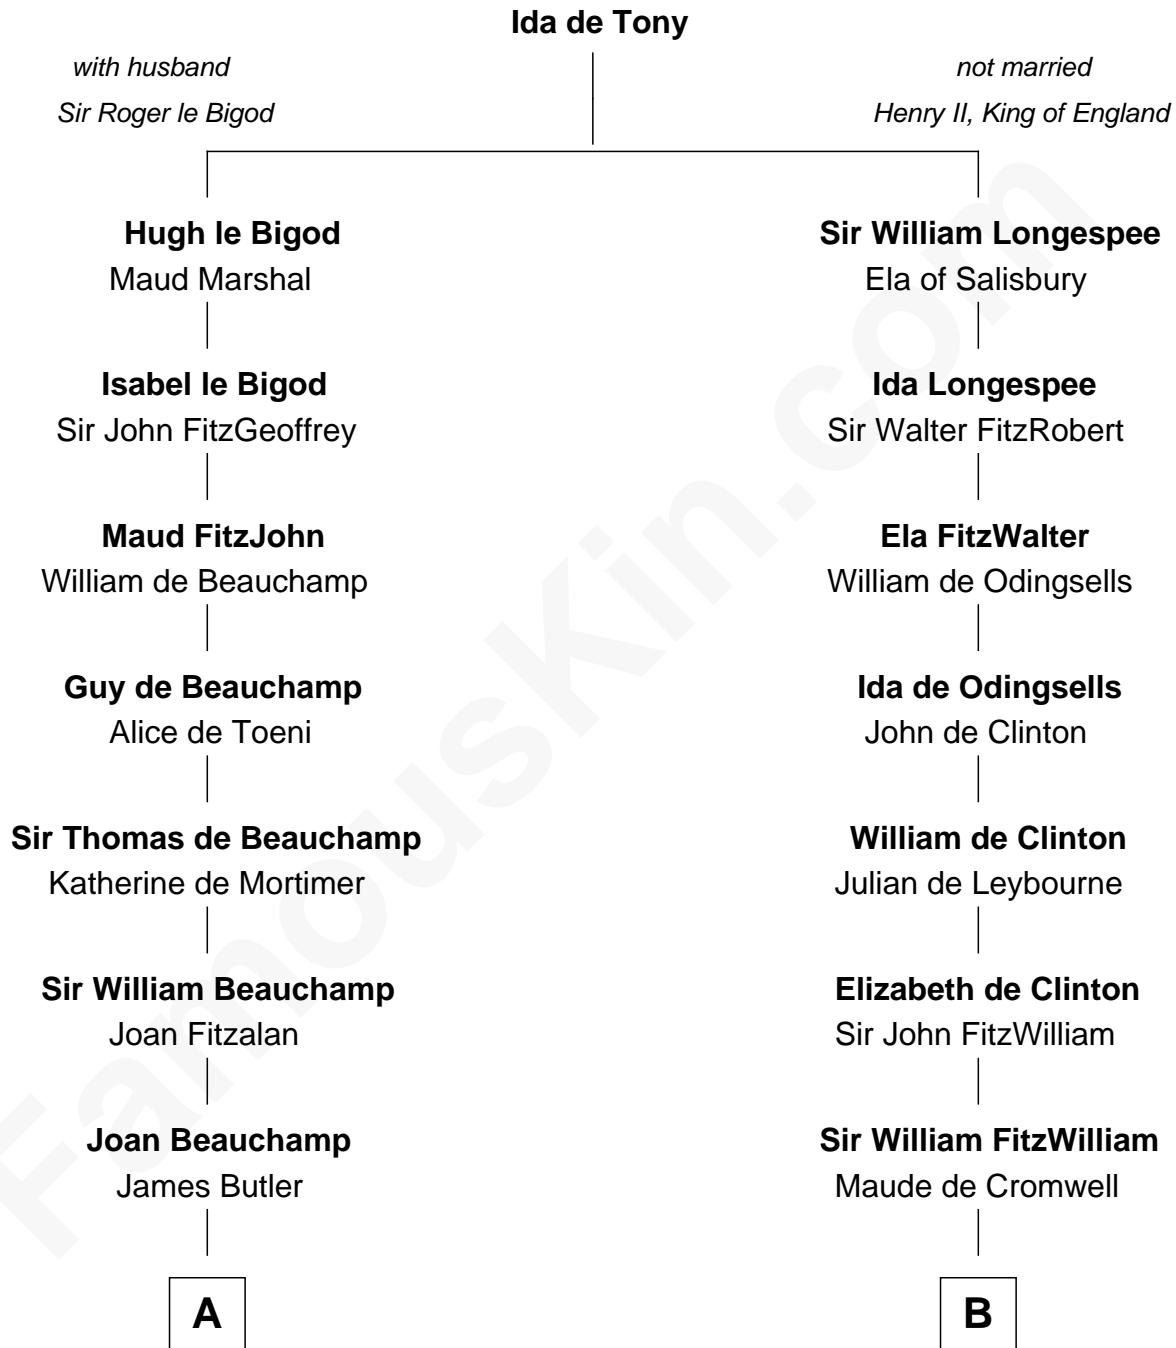 Ida de Tony
with husband
Sir Roger le Bigod
not married
Henry II, King of England
Hugh le Bigod
Maud Marshal
Sir William Longespee
Ela of Salisbury
Isabel le Bigod
Sir John FitzGeoffrey
Ida Longespee
Sir Walter FitzRobert
Maud FitzJohn
William de Beauchamp
Ela FitzWalter
William de Odingsells
Guy de Beauchamp
Alice de Toeni
Ida de Odingsells
John de Clinton
Sir Thomas de Beauchamp
Katherine de Mortimer
William de Clinton
Julian de Leybourne
Sir William Beauchamp
Joan Fitzalan
Elizabeth de Clinton
Sir John FitzWilliam
Joan Beauchamp
James Butler
Sir William FitzWilliam
Maude de Cromwell
A
B
FamousKin.com